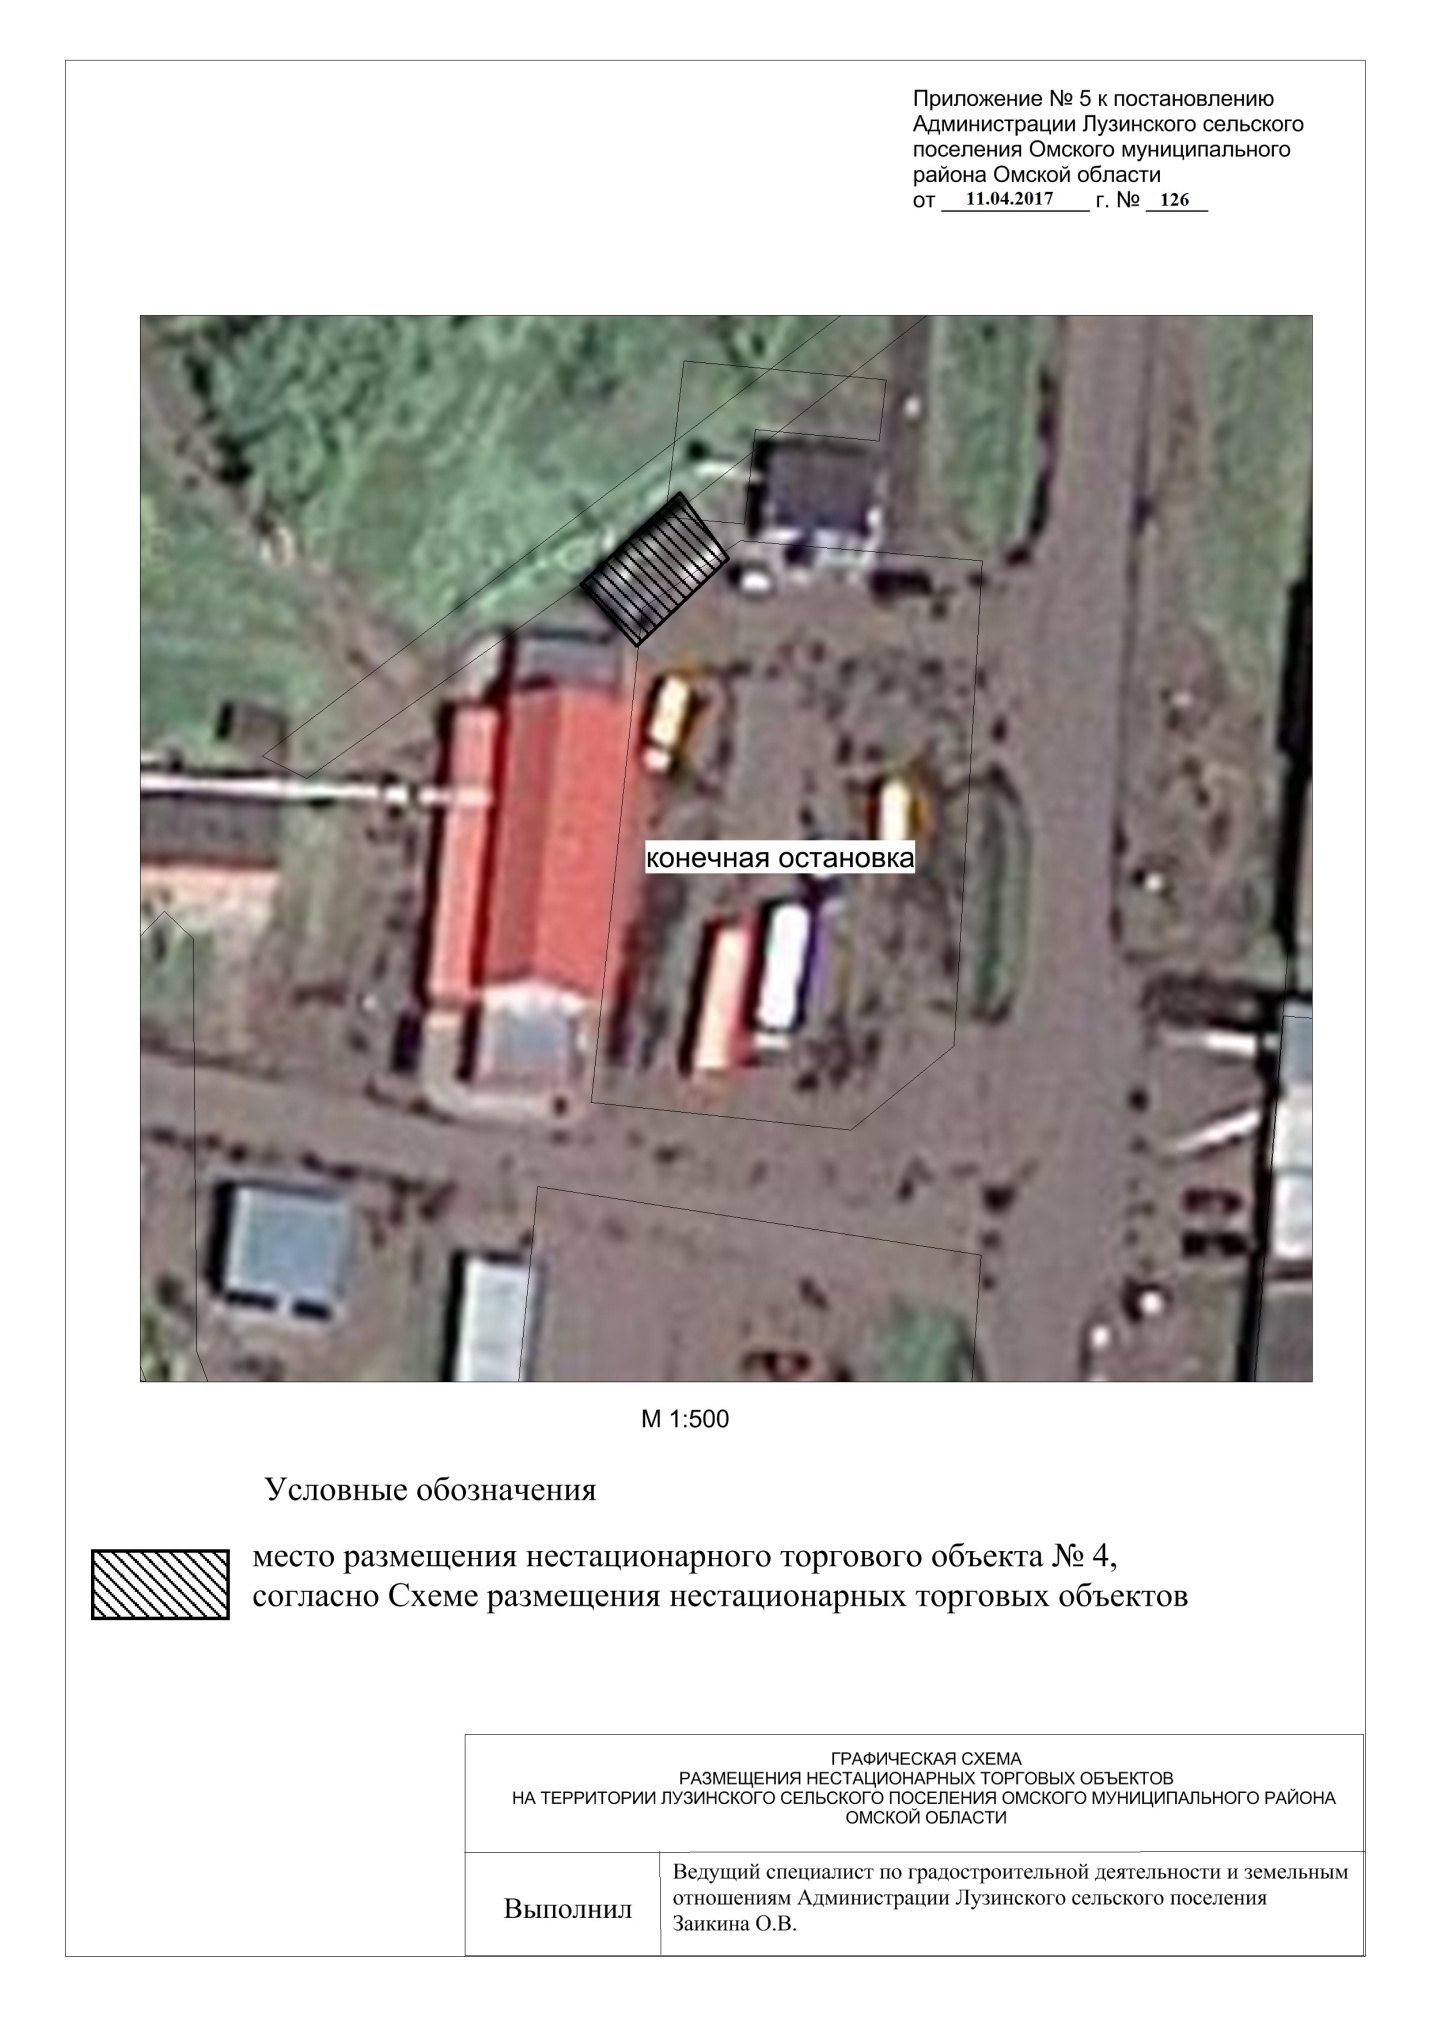 Приложение № 5 к постановлению
Администрации Лузинского сельского
поселения Омского муниципального
района Омской области
от 11.04.2017 г. № 126
конечная остановка
М 1:500
Условные обозначения
место размещения нестационарного торгового объекта № 4,
согласно Схеме размещения нестационарных торговых объектов
ГРАФИЧЕСКАЯ СХЕМА
РАЗМЕЩЕНИЯ НЕСТАЦИОНАРНЫХ ТОРГОВЫХ ОБЪЕКТОВ
НА ТЕРРИТОРИИ ЛУЗИНСКОГО СЕЛЬСКОГО ПОСЕЛЕНИЯ ОМСКОГО МУНИЦИПАЛЬНОГО РАЙОНА
ОМСКОЙ ОБЛАСТИ
Выполнил
Ведущий специалист по градостроительной деятельности и земельным
отношениям Администрации Лузинского сельского поселения
Заикина О.В.